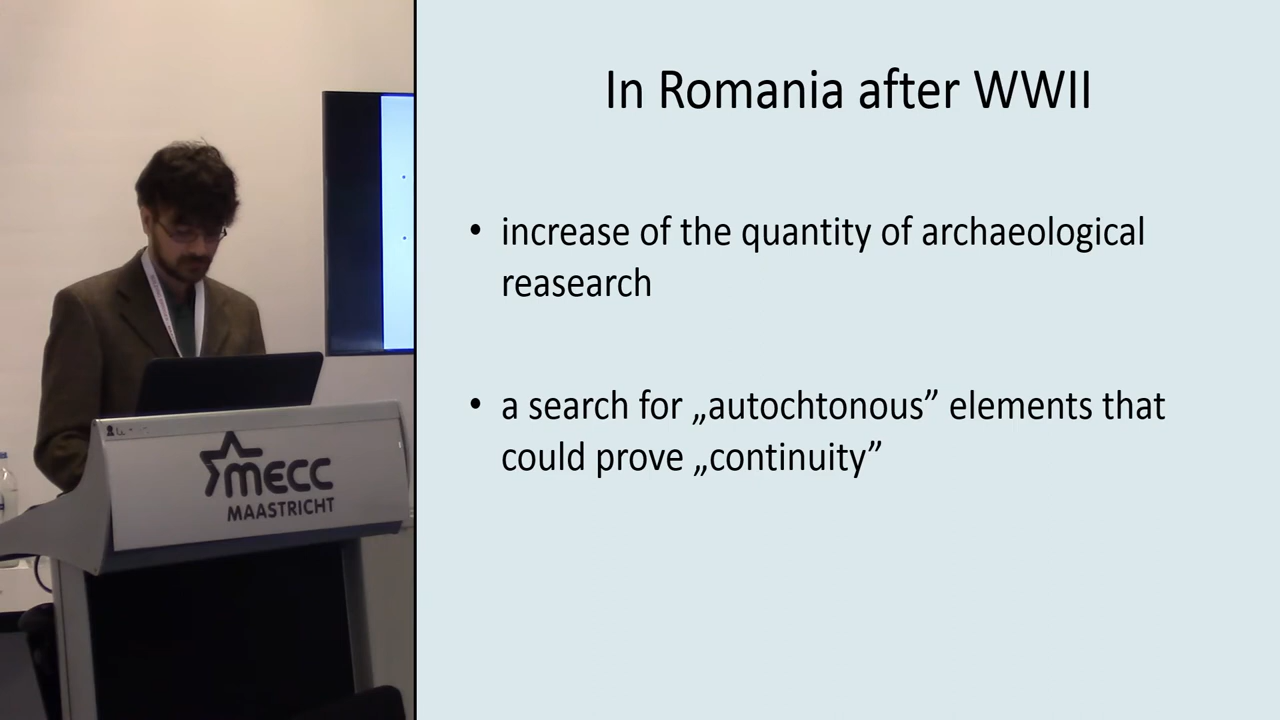 In Romania after WWII
• increase of the quantity of archaeological
reasearch
• a search for „autochtonous” elements that
could prove „continuity”
mecc
MAASTRICHT